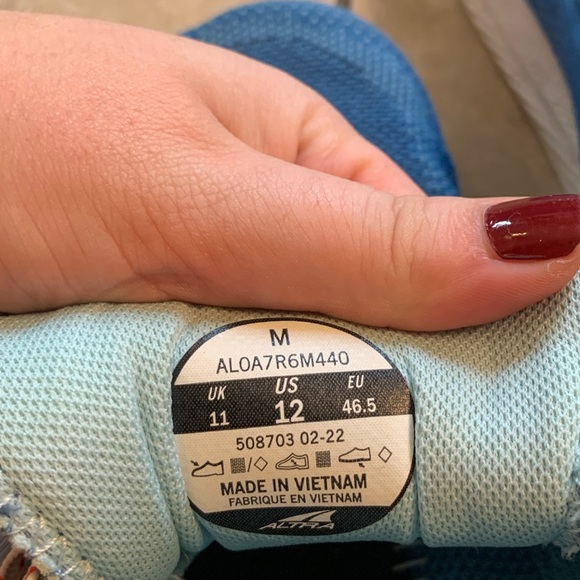 M
AL0A7R6M440
UK US EU
11 12 46.5
508703 02-22
/
MADE IN VIETNAM
FABRIQUE EN VIETNAM
ALTRA